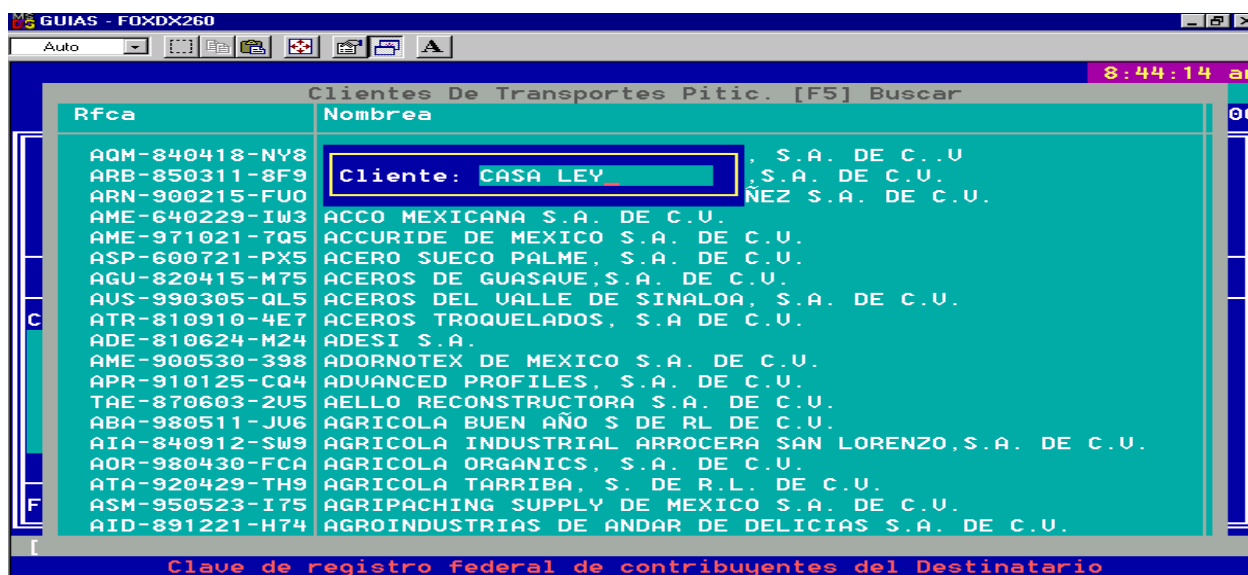 GUIAS - FOXDX260
Auto
A
8:44:14 a
Clientes De Transportes Pitic. [F5] Buscar
Rfca Nombrea
AQM-840418-NY8 , S.A. DE C..V
ARB-850311-8F9 ,S.A. DE C.V.
Cliente: CASA LEY_
ARN-900215-FUO ÑEZ S.A. DE C.V.
AME-640229-IW3 ACCO MEXICANA S.A. DE C.V.
AME-971021-7Q5 ACCURIDE DE MEXICO S.A. DE C.V.
ASP-600721-PX5 ACERO SUECO PALME, S.A. DE C.V.
AGU-820415-M75 ACEROS DE GUASAVE,S.A. DE C.V.
AVS-990305-QL5 ACEROS DEL VALLE DE SINALOA, S.A. DE C.V.
C ATR-810910-4E7 ACEROS TROQUELADOS, S.A DE C.V.
ADE-810624-M24 ADESI S.A.
AME-900530-398 ADORNOTEX DE MEXICO S.A. DE C.V.
APR-910125-CQ4 ADVANCED PROFILES, S.A. DE C.V.
TAE-870603-2V5 AELLO RECONSTRUCTORA S.A. DE C.V.
ABA-980511-JV6 AGRICOLA BUEN AÑO S DE RL DE C.V.
AIA-840912-SW9 AGRICOLA INDUSTRIAL ARROCERA SAN LORENZO,S.A. DE C.V.
AOR-980430-FCA AGRICOLA ORGANICS, S.A. DE C.V.
ATA-920429-TH9 AGRICOLA TARRIBA, S. DE R.L. DE C.V.
F ASM-950523-I75 AGRIPACHING SUPPLY DE MEXICO S.A. DE C.V.
AID-891221-H74 AGROINDUSTRIAS DE ANDAR DE DELICIAS S.A. DE C.V.
[
Clave de registro federal de contribuyentes del Destinatario